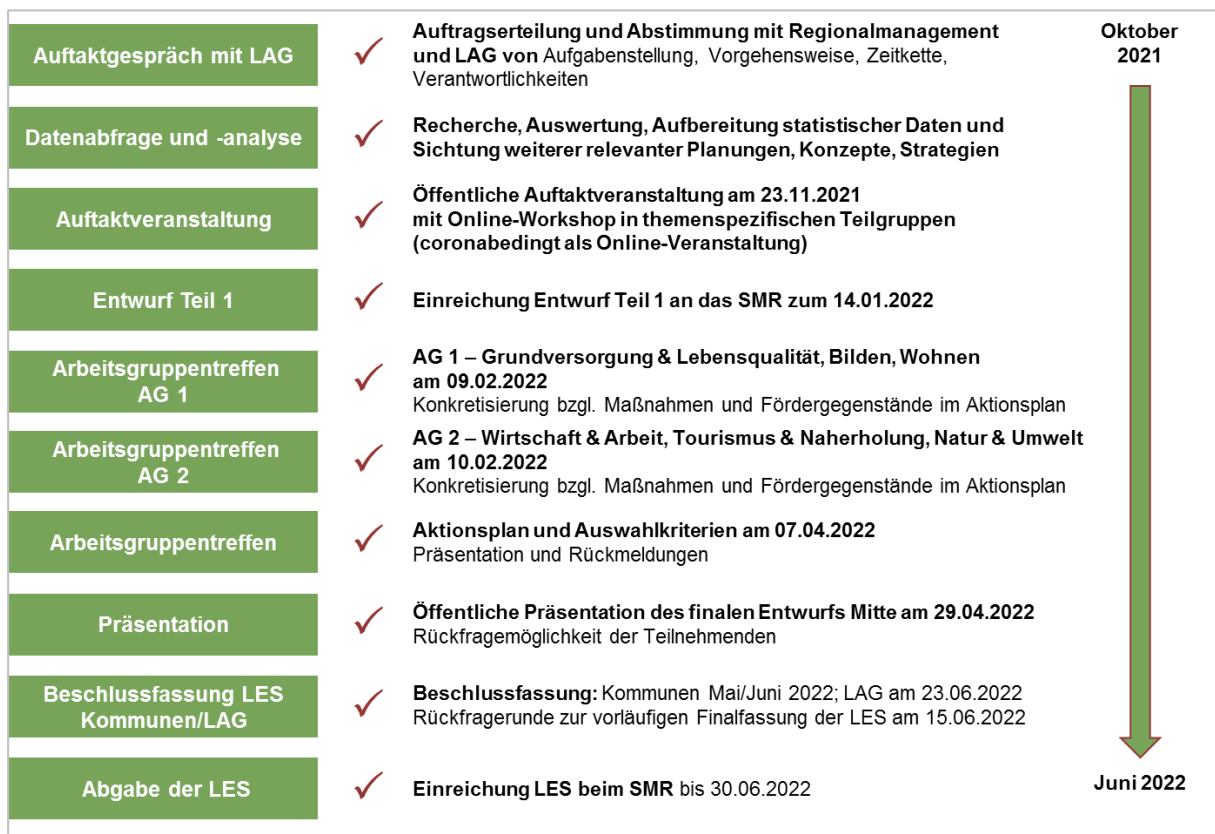 Auftaktgespräch mit LAG
Auftragserteilung und Abstimmung mit Regionalmanagement
und LAG von Aufgabenstellung, Vorgehensweise, Zeitkette,
Verantwortlichkeiten
Oktober
2021
Datenabfrage und -analyse
Recherche, Auswertung, Aufbereitung statistischer Daten und
Sichtung weiterer relevanter Planungen, Konzepte, Strategien
Auftaktveranstaltung
Öffentliche Auftaktveranstaltung am 23.11.2021
mit Online-Workshop in themenspezifischen Teilgruppen
(coronabedingt als Online-Veranstaltung)
Entwurf Teil 1
Einreichung Entwurf Teil 1 an das SMR zum 14.01.2022
Arbeitsgruppentreffen
AG 1
AG 1 – Grundversorgung & Lebensqualität, Bilden, Wohnen
am 09.02.2022
Konkretisierung bzgl. Maßnahmen und Fördergegenstände im Aktionsplan
Arbeitsgruppentreffen
AG 2
AG 2 – Wirtschaft & Arbeit, Tourismus & Naherholung, Natur & Umwelt
am 10.02.2022
Konkretisierung bzgl. Maßnahmen und Fördergegenstände im Aktionsplan
Arbeitsgruppentreffen
Aktionsplan und Auswahlkriterien am 07.04.2022
Präsentation und Rückmeldungen
Präsentation
Öffentliche Präsentation des finalen Entwurfs Mitte am 29.04.2022
Rückfragemöglichkeit der Teilnehmenden
Beschlussfassung LES
Kommunen/LAG
Beschlussfassung: Kommunen Mai/Juni 2022; LAG am 23.06.2022
Rückfragerunde zur vorläufigen Finalfassung der LES am 15.06.2022
Abgabe der LES
Einreichung LES beim SMR bis 30.06.2022
Juni 2022